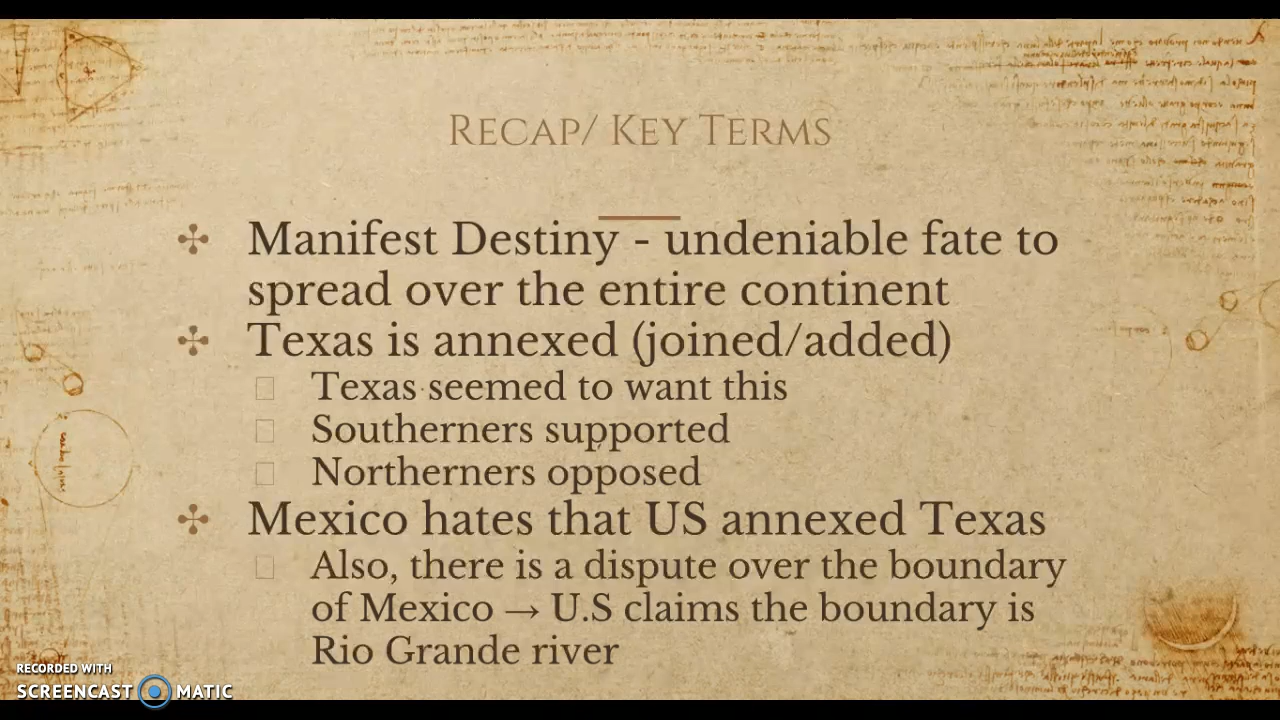 Recap/ Key Terms
Manifest Destiny - undeniable fate to
spread over the entire continent
Texas is annexed (joined/added)
Texas seemed to want this
Southerners supported
Northerners opposed
Mexico hates that US annexed Texas
Also, there is a dispute over the boundary
of Mexico → U.S claims the boundary is
Rio Grande river
RECORDED WITH
SCREENCAST MATIC